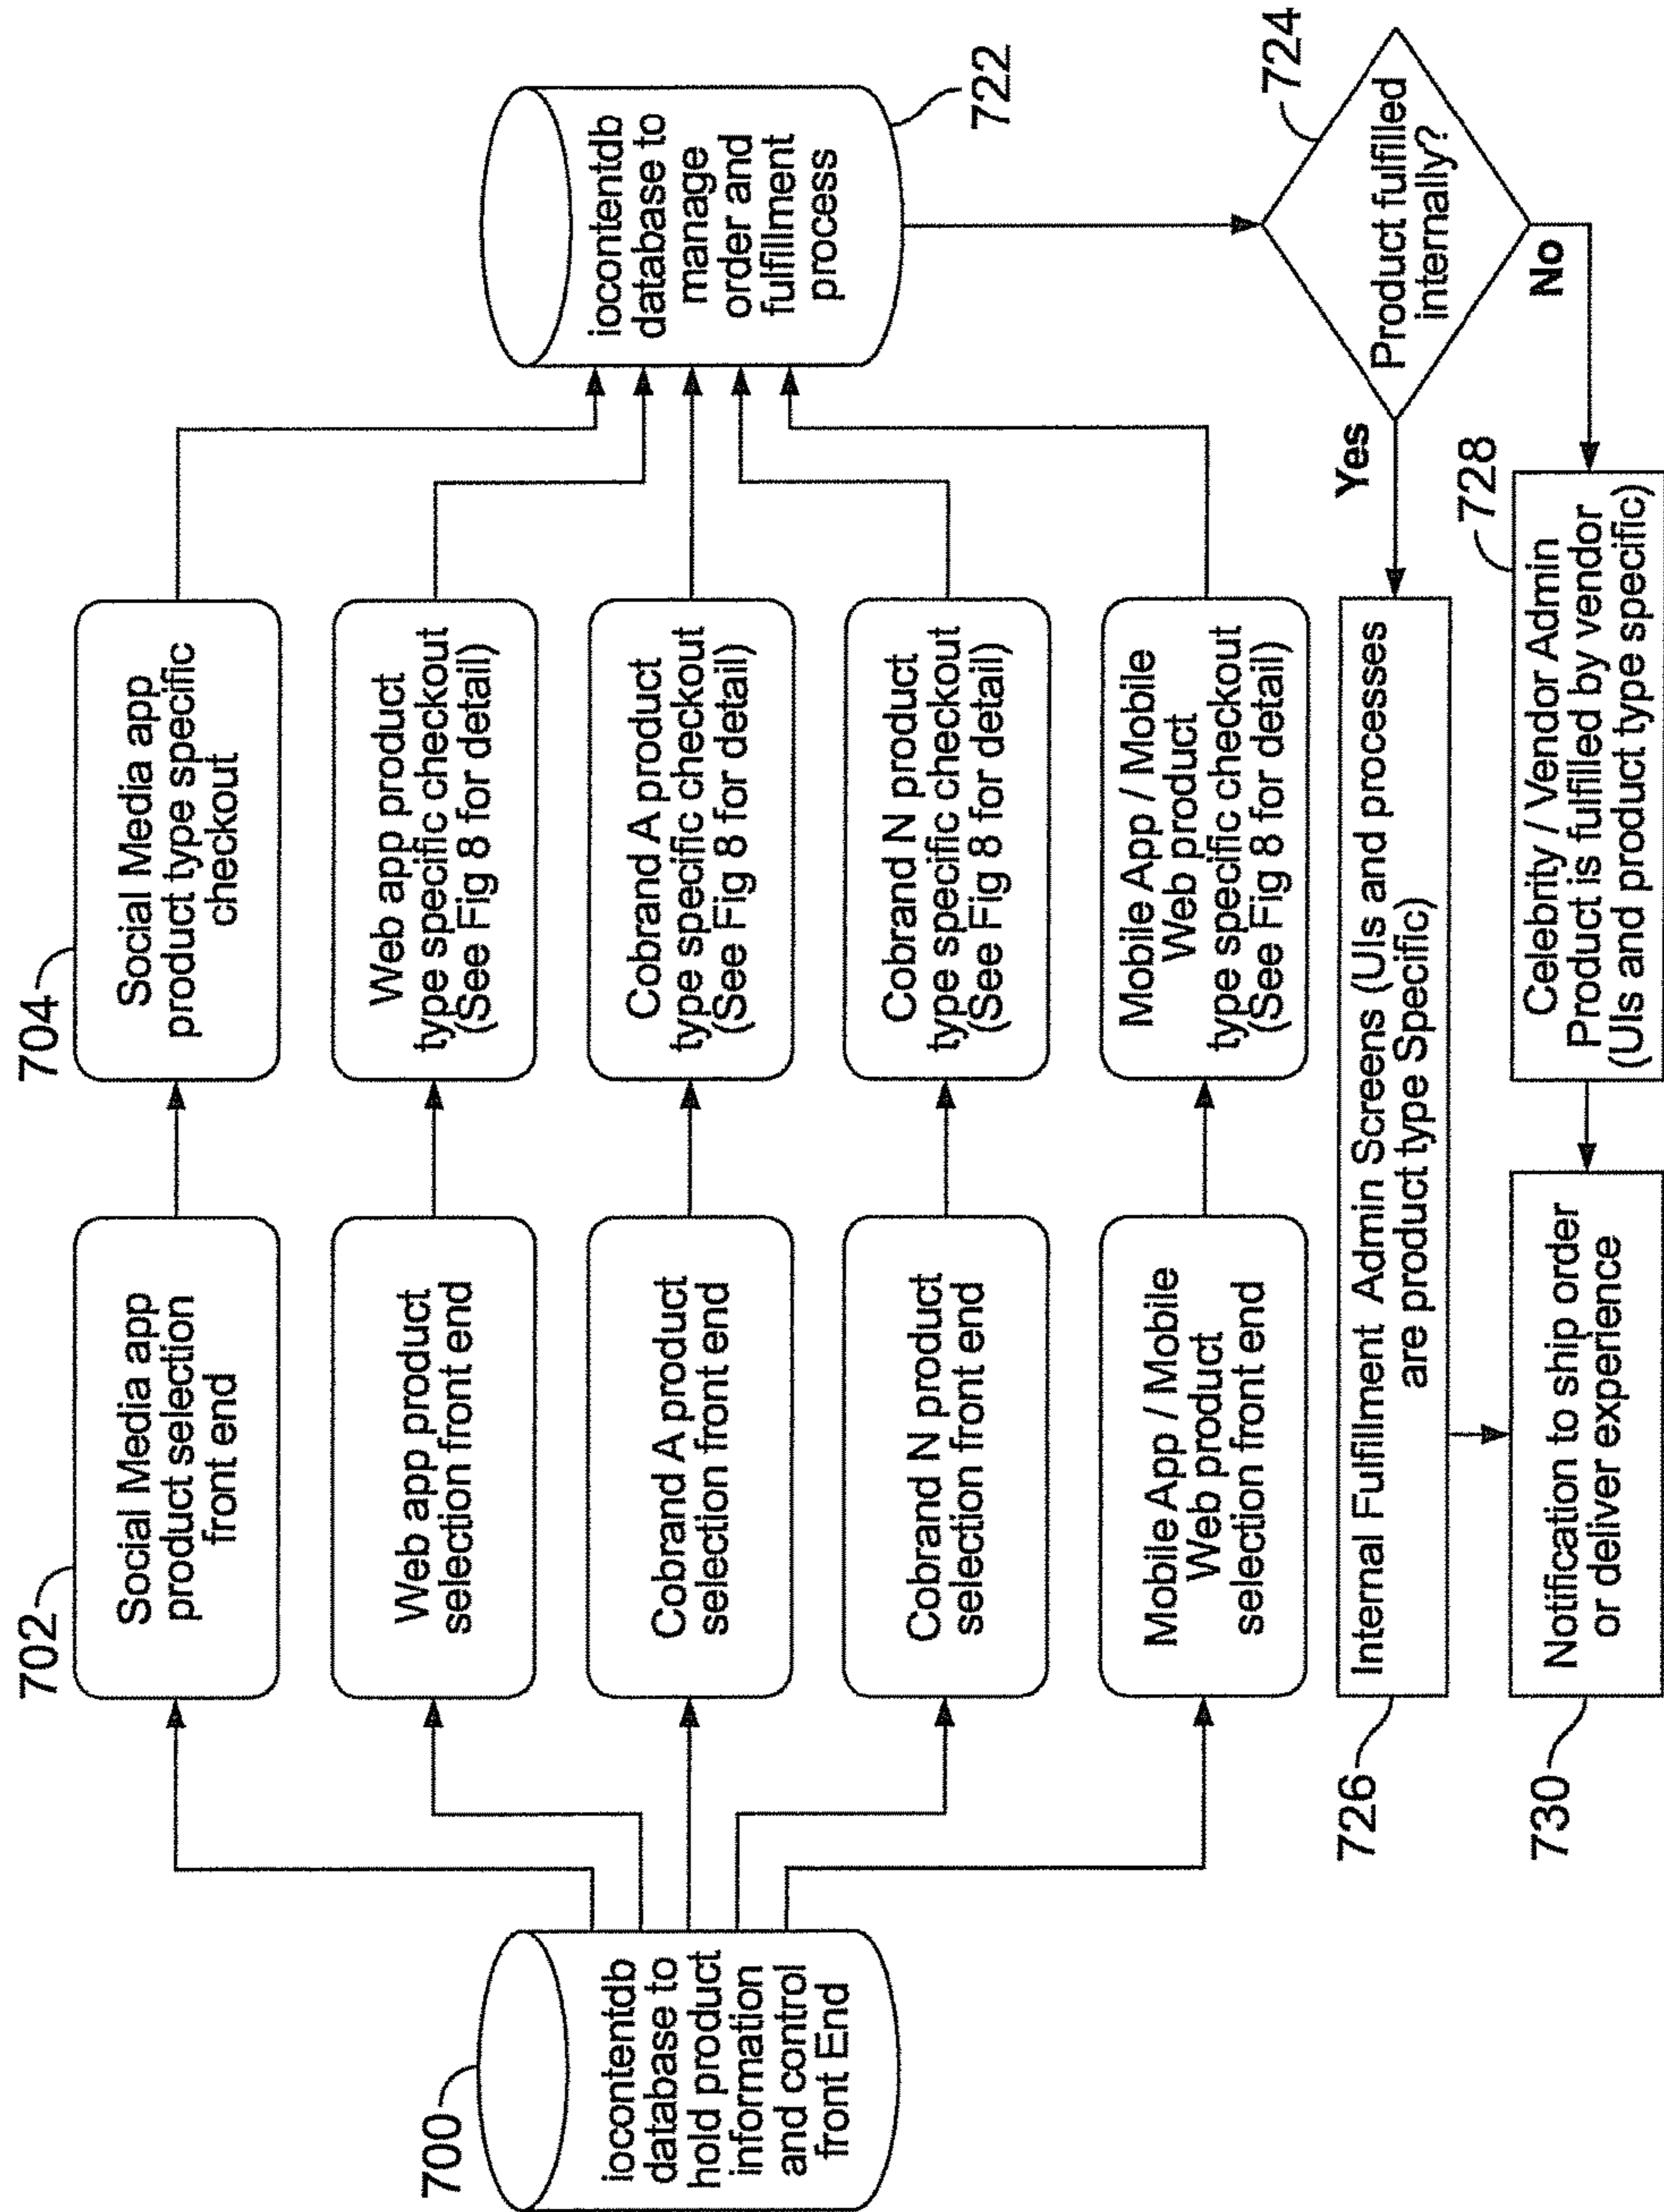 700
iocontentdb
database to
hold product
information
and control
front End
702
Social Media app
product selection
front end
704
Social Media app
product type specific
checkout
Web app product
selection front end
Web app product
type specific checkout
(See Fig 8 for detail)
Cobrand A product
selection front end
Cobrand A product
type specific checkout
(See Fig 8 for detail)
Cobrand N product
selection front end
Cobrand N product
type specific checkout
(See Fig 8 for detail)
Mobile App / Mobile
Web product
selection front end
Mobile App / Mobile
Web product
type specific checkout
(See Fig 8 for detail)
iocontentdb
database to
manage
order and
fulfillment
process
722
724
Product fulfilled
internally?
Yes
No
726
Internal Fulfillment Admin Screens (UIs and processes
are product type Specific)
728
Celebrity / Vendor Admin
Product is fulfilled by vendor
(UIs and product type specific)
730
Notification to ship order
or deliver experience